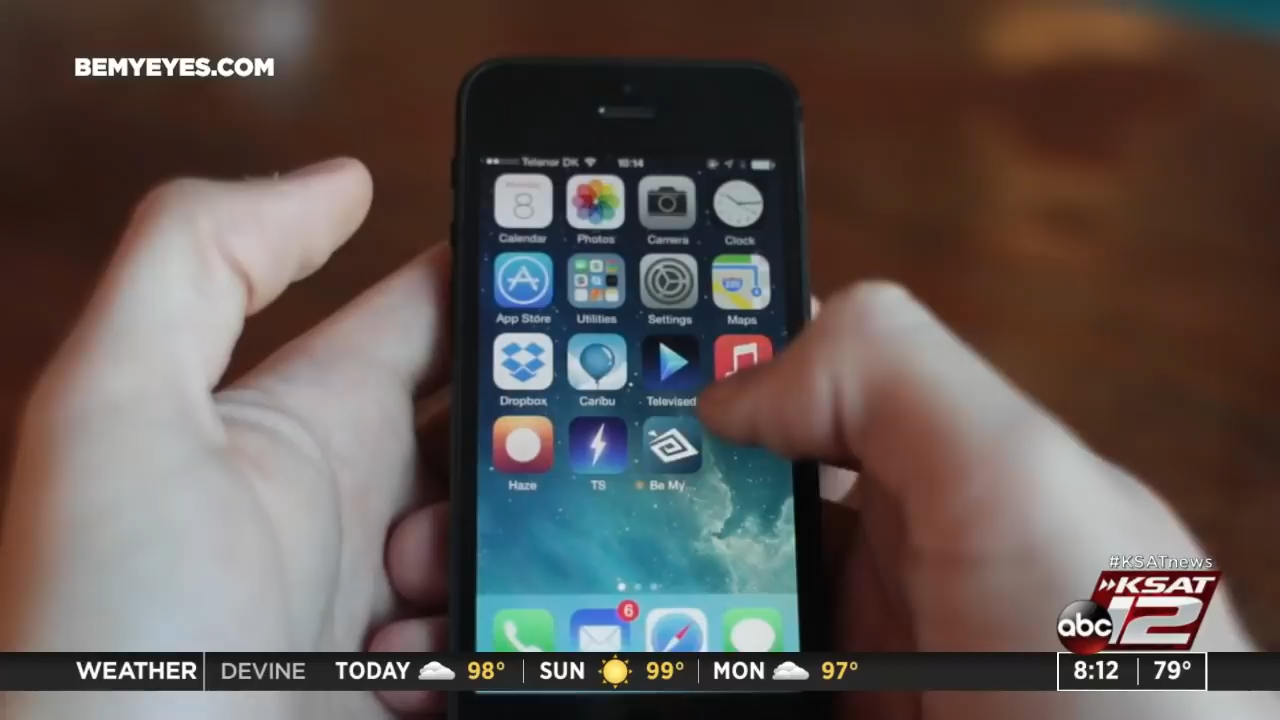 BEMYEYES.COM
Telenor DK 10:14
8
Calendar Photos Camera Clock
App Store Utilities Settings Maps
Dropbox Caribu Televised
Haze TS Be My...
6
#KSATnews
KSAT
abc 12
WEATHER DEVINE TODAY 98° SUN 99° MON 97° 8:12 79°